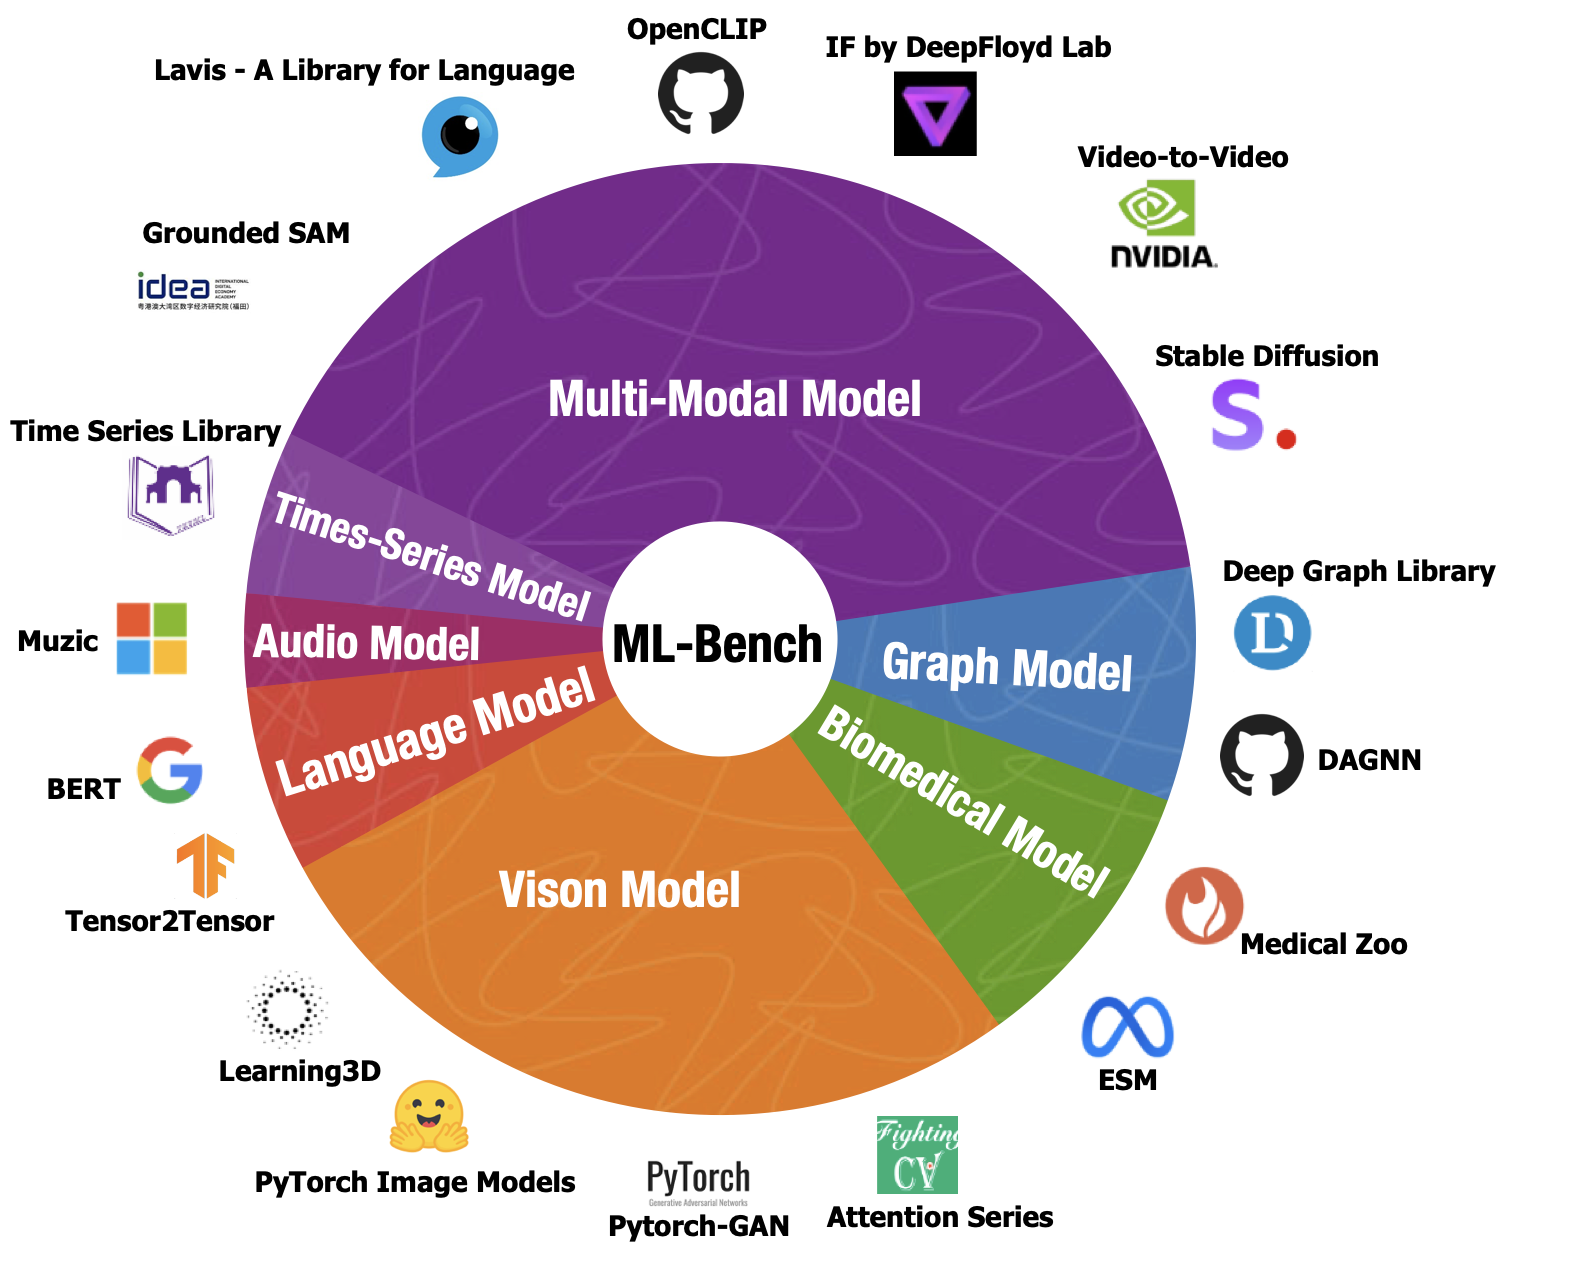 OpenCLIP
IF by DeepFloyd Lab
Lavis - A Library for Language
Video-to-Video
NVIDIA.
Grounded SAM
idea
INTERNATIONAL
DIGITAL
ECONOMY
ACADEMY
粤港澳大湾区数字经济研究院(福田)
Stable Diffusion
S.
Multi-Modal Model
Time Series Library
Times-Series Model
Deep Graph Library
D
Muzic
Audio Model
ML-Bench
Graph Model
Language Model
Biomedical Model
BERT
G
DAGNN
Vison Model
TF
Tensor2Tensor
Medical Zoo
Learning3D
ESM
PyTorch Image Models
PyTorch
Generative Adversarial Networks
Pytorch-GAN
Fighting
CV
Attention Series